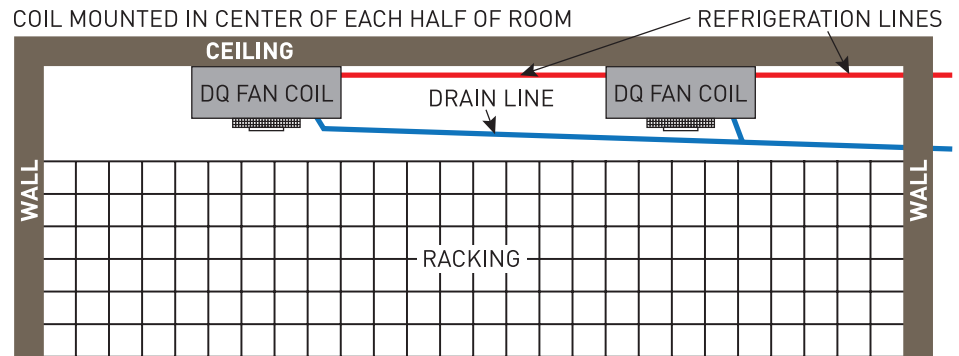 COIL MOUNTED IN CENTER OF EACH HALF OF ROOM
REFRIGERATION LINES
CEILING
DQ FAN COIL
DRAIN LINE
DQ FAN COIL
WALL
WALL
RACKING